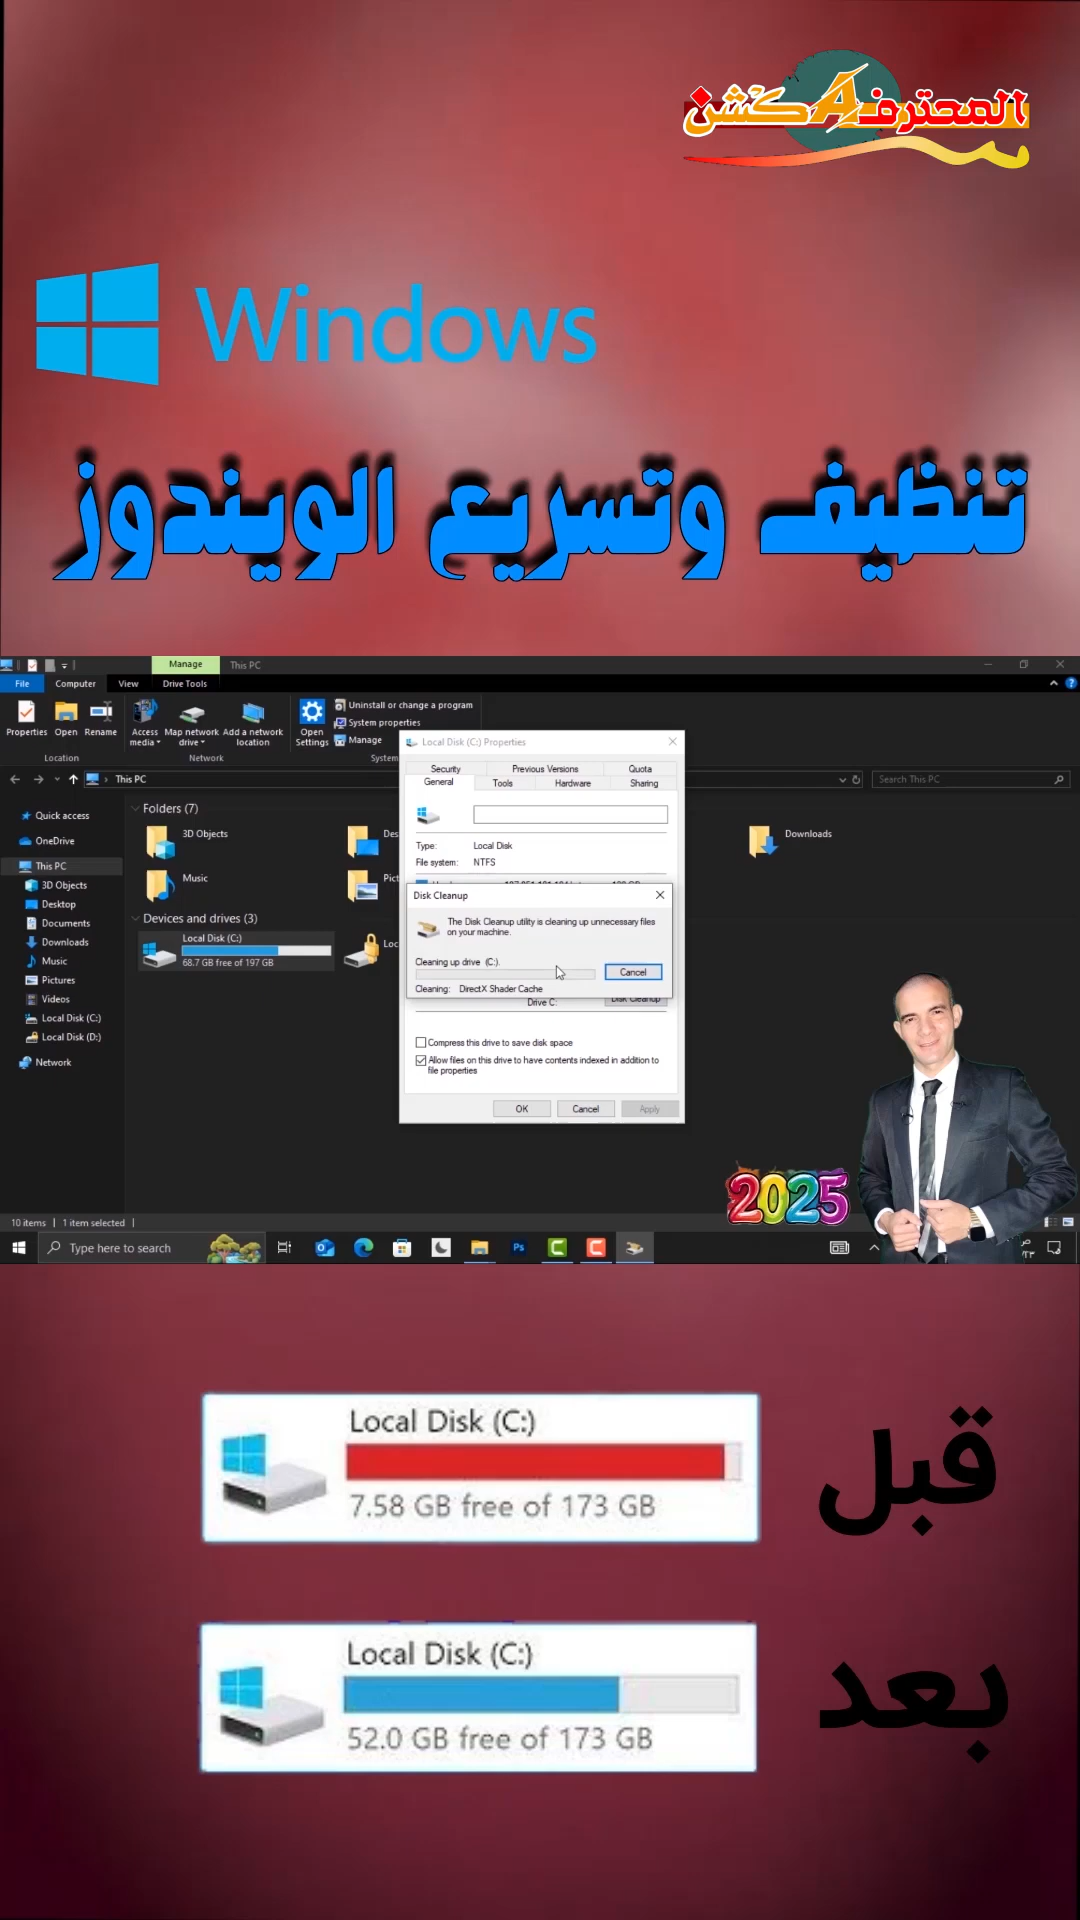 المحترف Aكشن
Windows
تنظيف وتسريع الويندوز
Manage
This PC
File
Computer
View
Drive Tools
Properties
Open
Rename
Access media
Map network drive
Add a network location
Open Settings
Uninstall or change a program
System properties
Manage
Location
Network
System
This PC
Search This PC
Quick access
OneDrive
This PC
3D Objects
Desktop
Documents
Downloads
Music
Pictures
Videos
Local Disk (C:)
Local Disk (D:)
Network
Folders (7)
3D Objects
Des
Downloads
Music
Pict
Devices and drives (3)
Local Disk (C:)
68.7 GB free of 197 GB
Loc
Local Disk (C:) Properties
Security
Previous Versions
Quota
General
Tools
Hardware
Sharing
Type:
Local Disk
File system:
NTFS
Disk Cleanup
The Disk Cleanup utility is cleaning up unnecessary files
on your machine.
Cleaning up drive (C:).
Cancel
Cleaning: DirectX Shader Cache
Drive C:
Disk Cleanup
Compress this drive to save disk space
Allow files on this drive to have contents indexed in addition to
file properties
OK
Cancel
Apply
2025
10 items
1 item selected
Type here to search
Ps
Local Disk (C:)
7.58 GB free of 173 GB
قبل
Local Disk (C:)
52.0 GB free of 173 GB
بعد